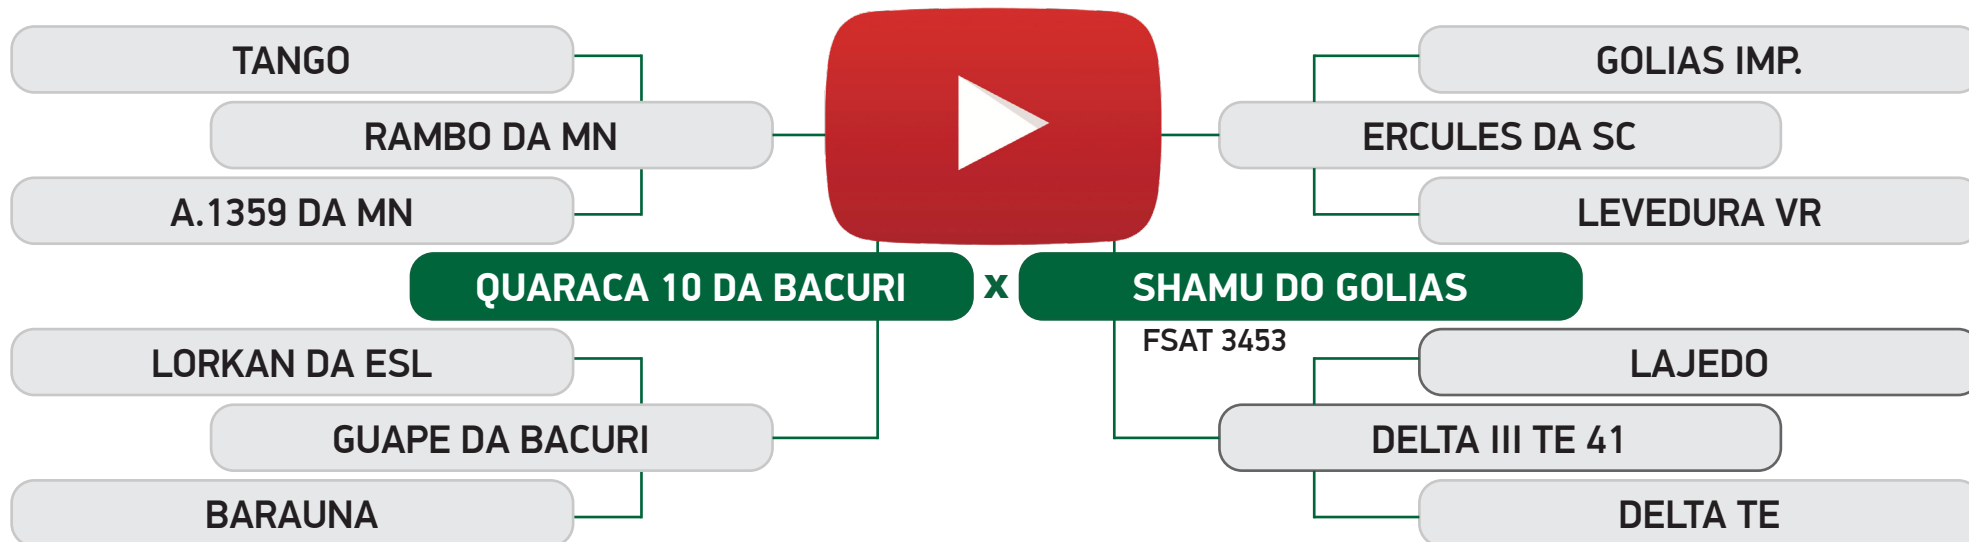 TANGO
GOLIAS IMP.
RAMBO DA MN
ERCULES DA SC
A.1359 DA MN
LEVEDURA VR
QUARACA 10 DA BACURI x SHAMU DO GOLIAS
FSAT 3453
LORKAN DA ESL
LAJEDO
GUAPE DA BACURI
DELTA III TE 41
BARAUNA
DELTA TE